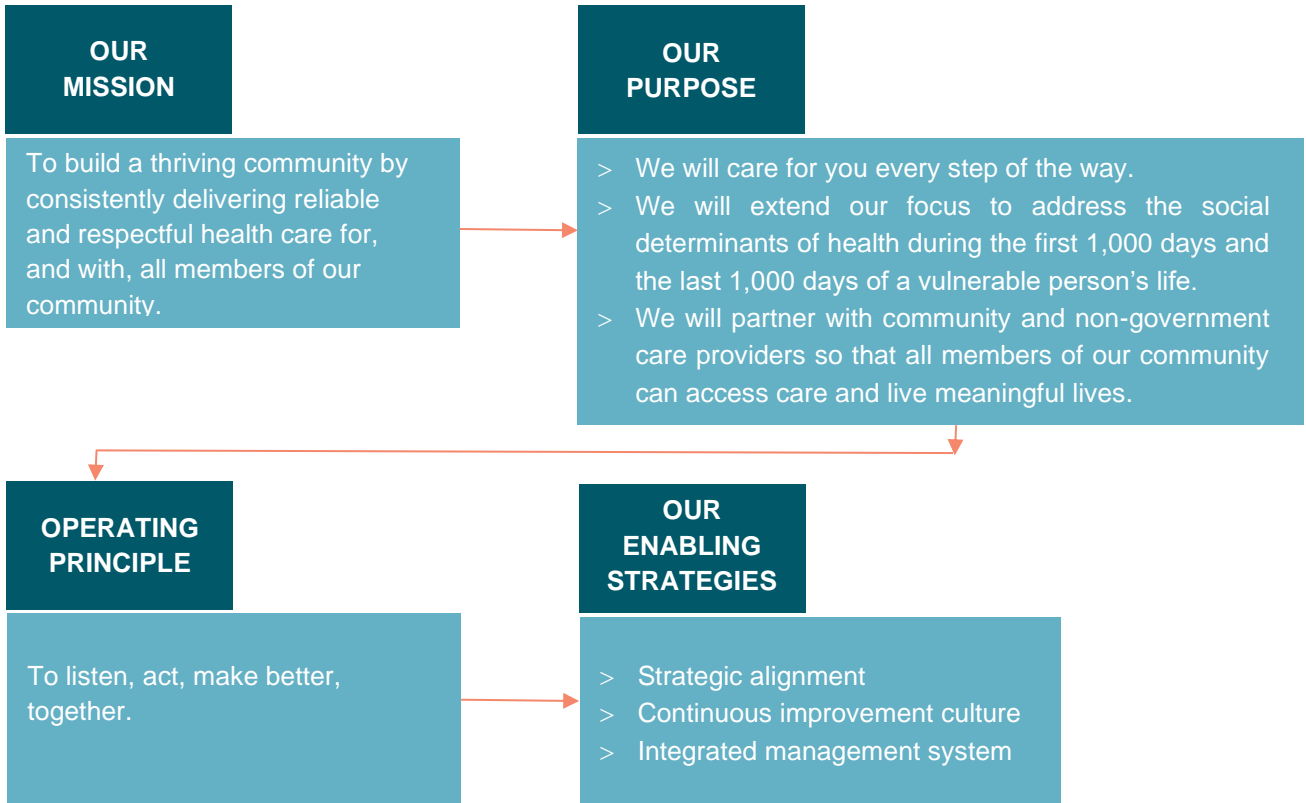 OUR
MISSION
To build a thriving community by
consistently delivering reliable
and respectful health care for,
and with, all members of our
community.
OUR
PURPOSE
> We will care for you every step of the way.
> We will extend our focus to address the social
determinants of health during the first 1,000 days and
the last 1,000 days of a vulnerable person’s life.
> We will partner with community and non-government
care providers so that all members of our community
can access care and live meaningful lives.
OPERATING
PRINCIPLE
To listen, act, make better,
together.
OUR
ENABLING
STRATEGIES
> Strategic alignment
> Continuous improvement culture
> Integrated management system